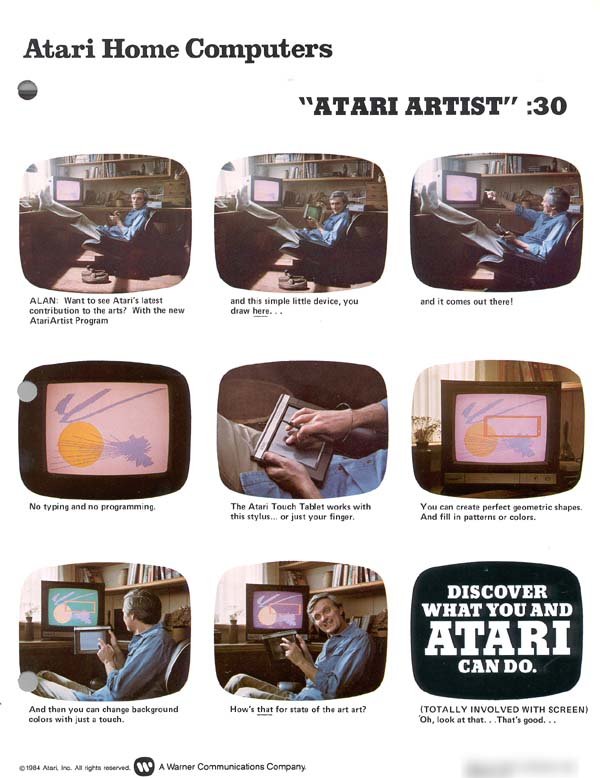 Atari Home Computers
"ATARI ARTIST" :30
ALAN: Want to see Atari's latest
contribution to the arts? With the new
AtariArtist Program
and this simple little device, you
draw here. . .
and it comes out there!
No typing and no programming.
The Atari Touch Tablet works with
this stylus... or just your finger.
You can create perfect geometric shapes.
And fill in patterns or colors.
And then you can change background
colors with just a touch.
How's that for state of the art art?
DISCOVER
WHAT YOU AND
ATARI
CAN DO.
(TOTALLY INVOLVED WITH SCREEN)
Oh, look at that. . .That's good. . .
©1984 Atari, Inc. All rights reserved.
A Warner Communications Company.